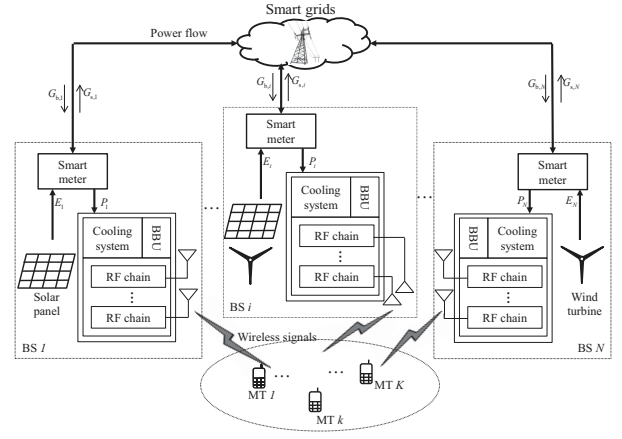 Smart grids
Power flow
G_b,1
G_s,1
G_b,i
G_s,i
G_b,N
G_s,N
Smart
meter
E_1
P_1
Cooling
system
BBU
RF chain
...
RF chain
Solar
panel
BS 1
...
Smart
meter
E_i
P_i
Cooling
system
BBU
RF chain
...
RF chain
BS i
...
Smart
meter
P_N
E_N
BBU
Cooling
system
RF chain
...
RF chain
Wind
turbine
BS N
Wireless signals
MT 1
...
MT k
...
MT K